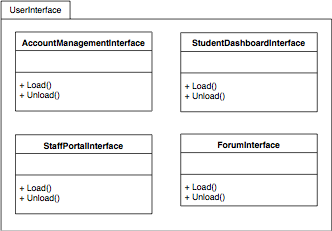 UserInterface
AccountManagementInterface
+ Load()
+ Unload()
StudentDashboardInterface
+ Load()
+ Unload()
StaffPortalInterface
+ Load()
+ Unload()
ForumInterface
+ Load()
+ Unload()